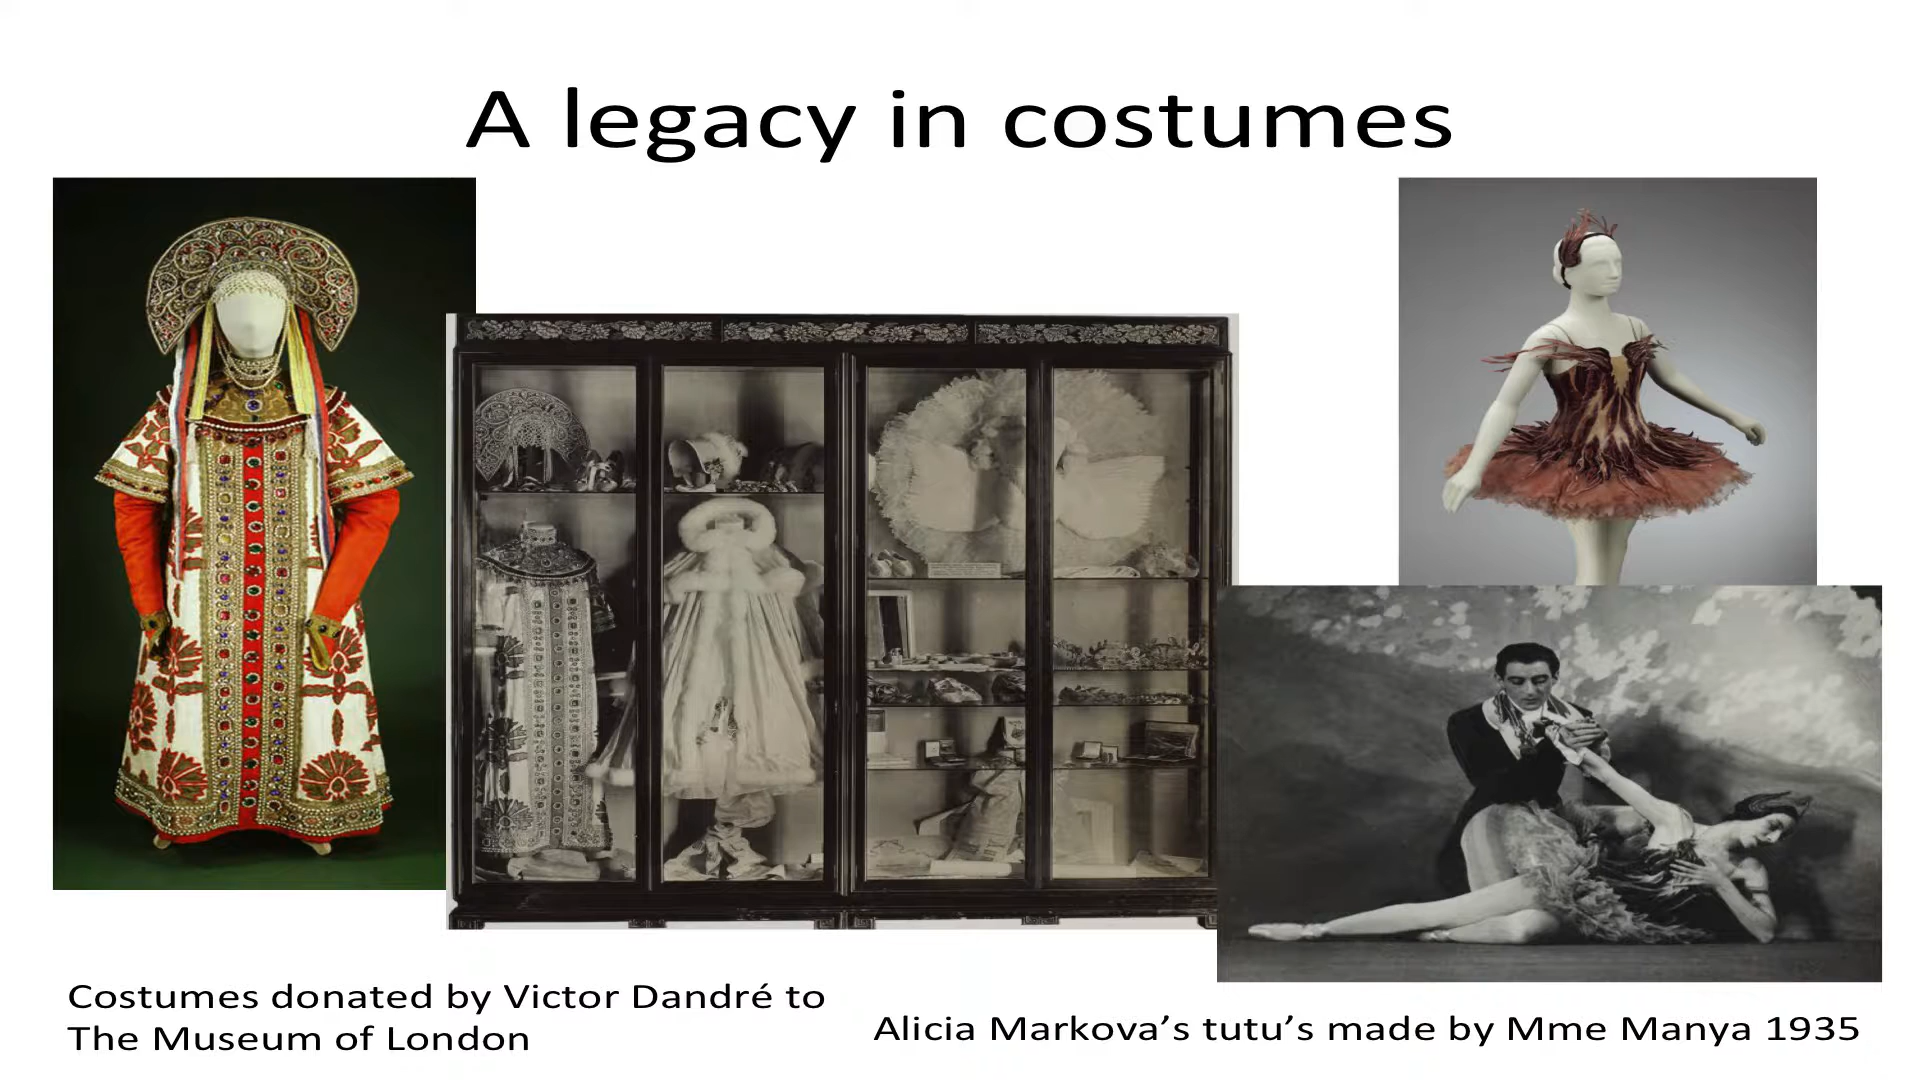 A legacy in costumes
Costumes donated by Victor Dandré to
The Museum of London
Alicia Markova’s tutu’s made by Mme Manya 1935